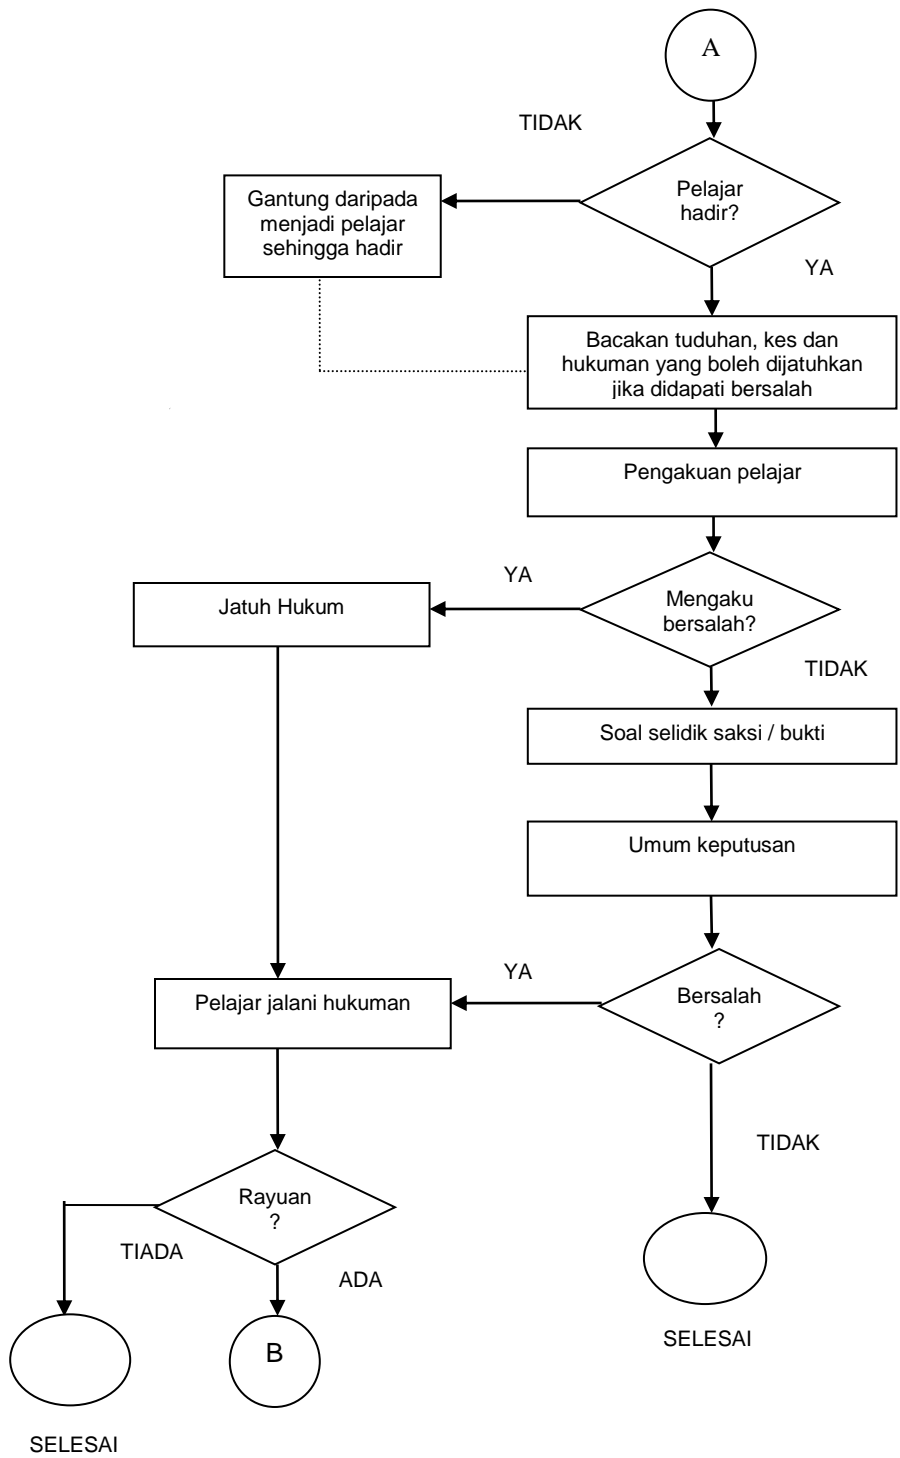 A
TIDAK
Pelajar
hadir?
Gantung daripada
menjadi pelajar
sehingga hadir
YA
Bacakan tuduhan, kes dan
hukuman yang boleh dijatuhkan
jika didapati bersalah
Pengakuan pelajar
YA
Mengaku
bersalah?
Jatuh Hukum
TIDAK
Soal selidik saksi / bukti
Umum keputusan
YA
Bersalah
?
Pelajar jalani hukuman
TIDAK
Rayuan
?
TIADA
ADA
B
SELESAI
SELESAI